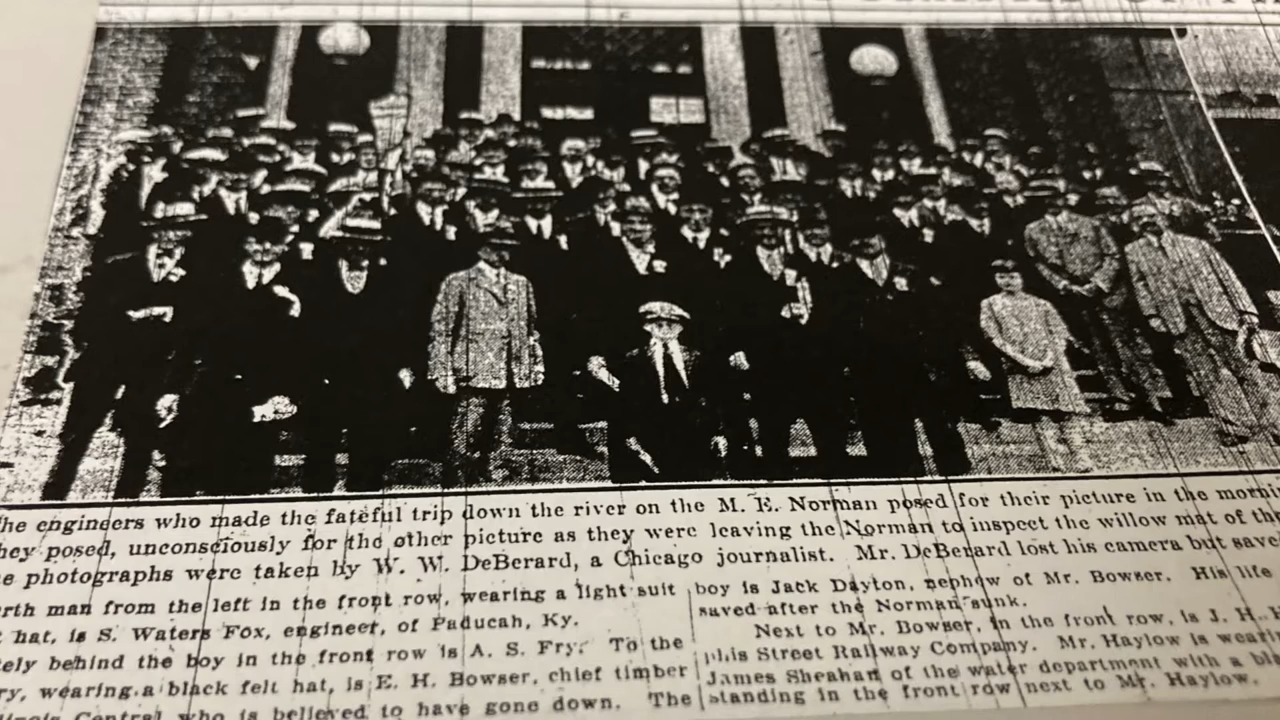 he engineers who made the fateful trip down the river on the M. E. Norman posed for their picture in the morni
hey posed, unconsciously for the other picture as they were leaving the Norman to inspect the willow mat of th
e photographs were taken by W. W. DeBerard, a Chicago journalist. Mr. DeBerard lost his camera but save
rth man from the left in the front row, wearing a light suit
hat, is S. Waters Fox, engineer, of Paducah, Ky.
ely behind the boy in the front row is A. S. Fry. To the
ry, wearing a black felt hat, is E. H. Bowser, chief timber
linois Central who is believed to have gone down. The
boy is Jack Dayton, nephew of Mr. Bowser. His life
saved after the Norman sunk.
Next to Mr. Bowser, in the front row, is J. H. H
phis Street Railway Company. Mr. Haylow is weari
James Sheahan of the water department with a bl
standing in the front row next to Mr. Haylow.